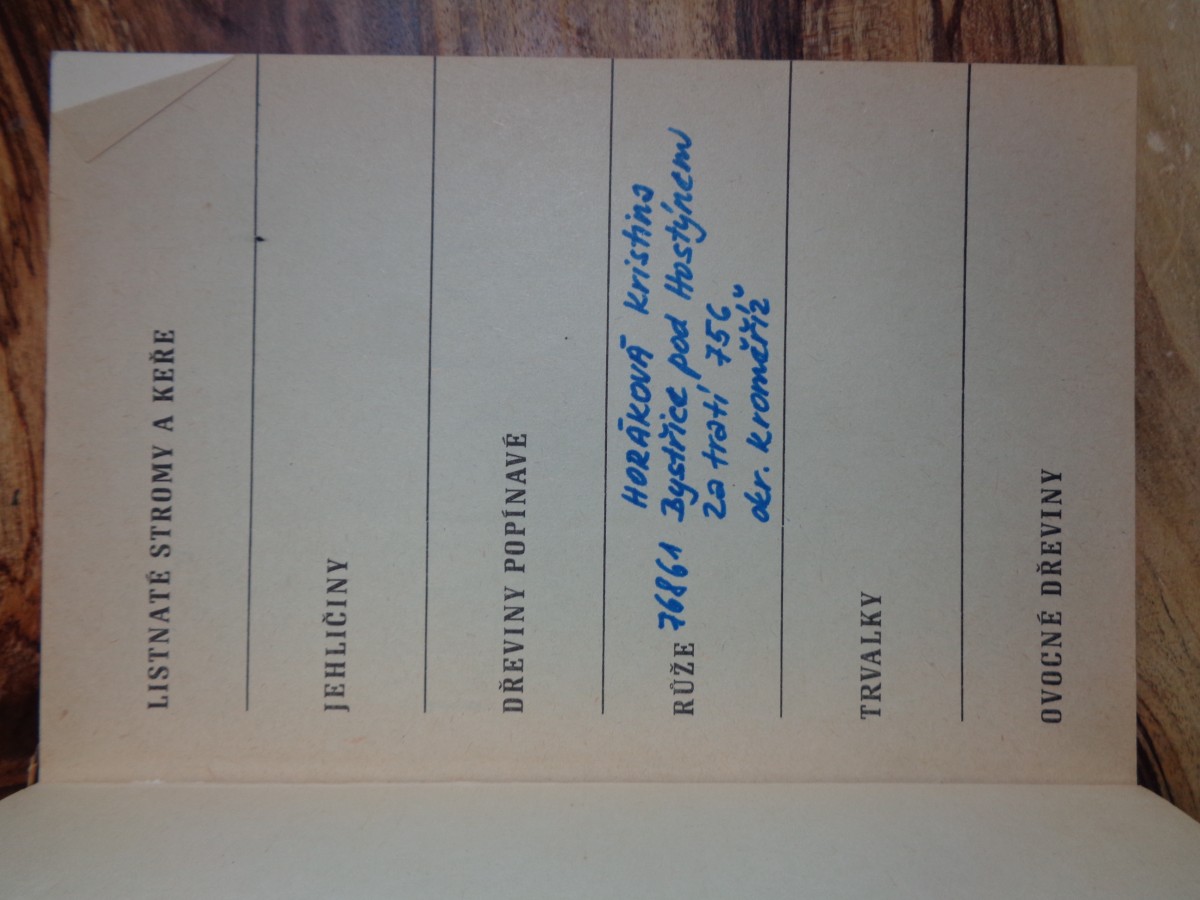 LISTNATÉ STROMY A KEŘE
JEHLIČINY
DŘEVINY POPÍNAVÉ
HORÁKOVÁ Kristina
RŮŽE 76861 Bystřice pod Hostýnem
Za tratí 756
okr. Kroměříž
TRVALKY
OVOCNÉ DŘEVINY